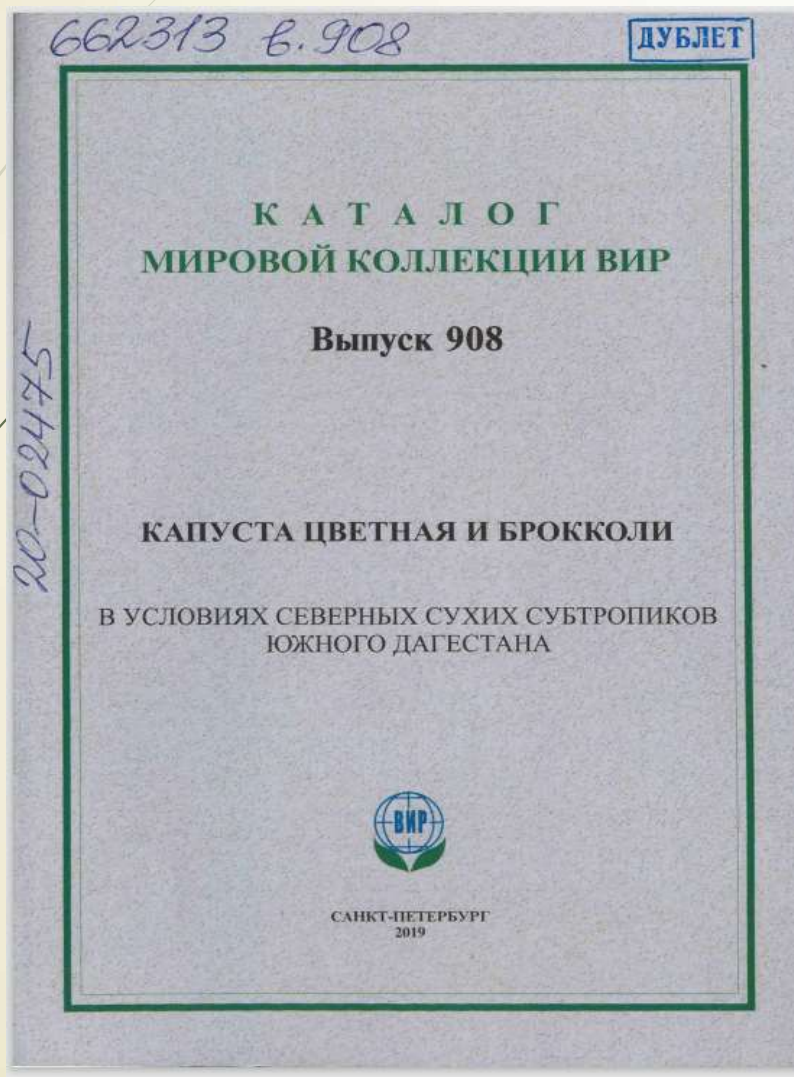 662313 в.908
ДУБЛЕТ
КАТАЛОГ
МИРОВОЙ КОЛЛЕКЦИИ ВИР
Выпуск 908
20-02475
КАПУСТА ЦВЕТНАЯ И БРОККОЛИ
В УСЛОВИЯХ СЕВЕРНЫХ СУХИХ СУБТРОПИКОВ
ЮЖНОГО ДАГЕСТАНА
ВИР
САНКТ-ПЕТЕРБУРГ
2019